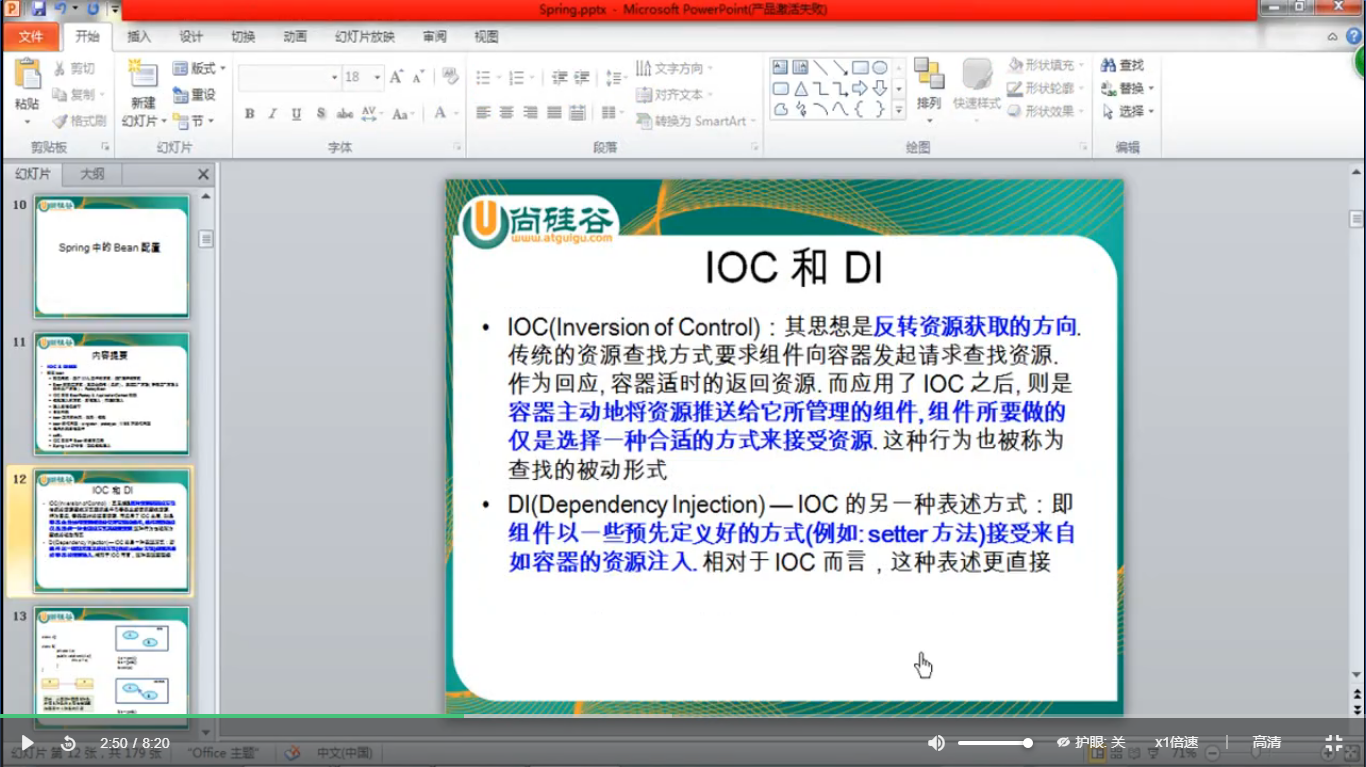 Spring.pptx - Microsoft PowerPoint(产品激活失败)
文件 开始 插入 设计 切换 动画 幻灯片放映 审阅 视图
粘贴
剪切
复制
格式刷
剪贴板
新建
幻灯片
版式
重设
节
幻灯片
18
B I U S abc AV Aa A
字体
文字方向
对齐文本
转换为 SmartArt
段落
排列
快速样式
形状填充
形状轮廓
形状效果
绘图
查找
替换
选择
编辑
幻灯片 大纲
10
尚硅谷
Spring 中的 Bean 配置
11
尚硅谷
内容提要
12
尚硅谷
IOC 和 DI
13
尚硅谷
尚硅谷
www.atguigu.com
IOC 和 DI
• IOC(Inversion of Control)：其思想是反转资源获取的方向.
传统的资源查找方式要求组件向容器发起请求查找资源.
作为回应, 容器适时的返回资源. 而应用了 IOC 之后, 则是
容器主动地将资源推送给它所管理的组件, 组件所要做的
仅是选择一种合适的方式来接受资源. 这种行为也被称为
查找的被动形式
• DI(Dependency Injection) — IOC 的另一种表述方式：即
组件以一些预先定义好的方式(例如: setter 方法)接受来自
如容器的资源注入. 相对于 IOC 而言，这种表述更直接
2:50 / 8:20
护眼: 关
x1倍速
高清
幻灯片 第 12 张，共 179 张
"Office 主题"
中文(中国)
71%